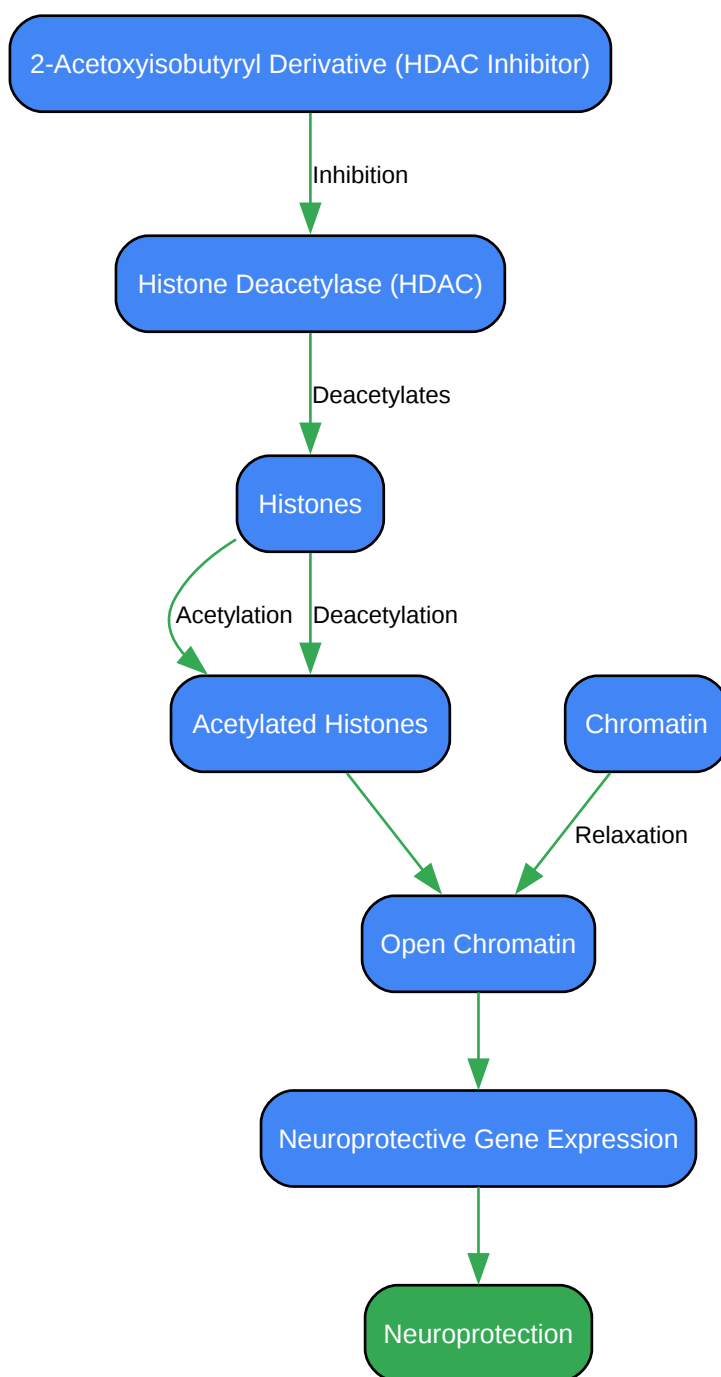 2-Acetoxyisobutyryl Derivative (HDAC Inhibitor)
Inhibition
Histone Deacetylase (HDAC)
Deacetylates
Histones
Acetylation
Deacetylation
Acetylated Histones
Chromatin
Relaxation
Open Chromatin
Neuroprotective Gene Expression
Neuroprotection